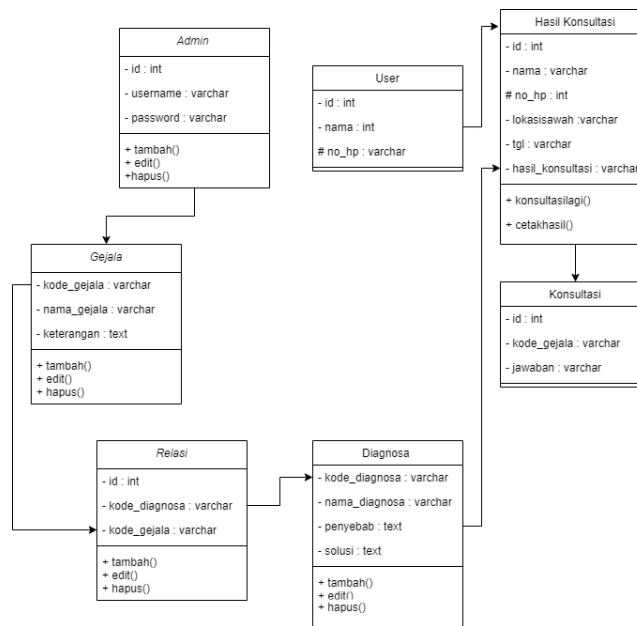 Admin
- id : int
- username : varchar
- password : varchar
+ tambah()
+ edit()
+hapus()
User
- id : int
- nama : int
# no_hp : varchar
Hasil Konsultasi
- id : int
- nama : varchar
# no_hp : int
- lokasisawah :varchar
- tgl : varchar
- hasil_konsultasi : varchar
+ konsultasilagi()
+ cetakhasil()
Gejala
- kode_gejala : varchar
- nama_gejala : varchar
- keterangan : text
+ tambah()
+ edit()
+ hapus()
Konsultasi
- id : int
- kode_gejala : varchar
- jawaban : varchar
Relasi
- id : int
- kode_diagnosa : varchar
- kode_gejala : varchar
+ tambah()
+ edit()
+ hapus()
Diagnosa
- kode_diagnosa : varchar
- nama_diagnosa : varchar
- penyebab : text
- solusi : text
+ tambah()
+ edit()
+ hapus()